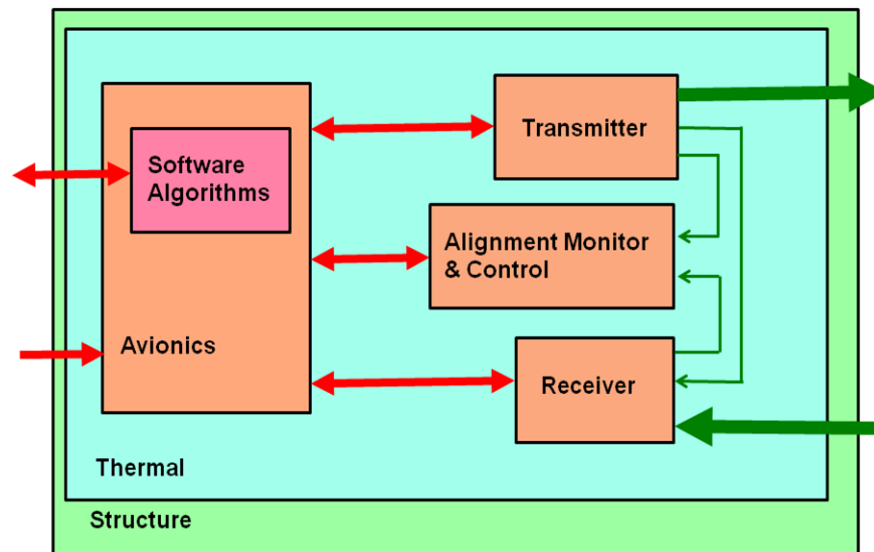 Transmitter
Software
Algorithms
Alignment Monitor
& Control
Avionics
Receiver
Thermal
Structure